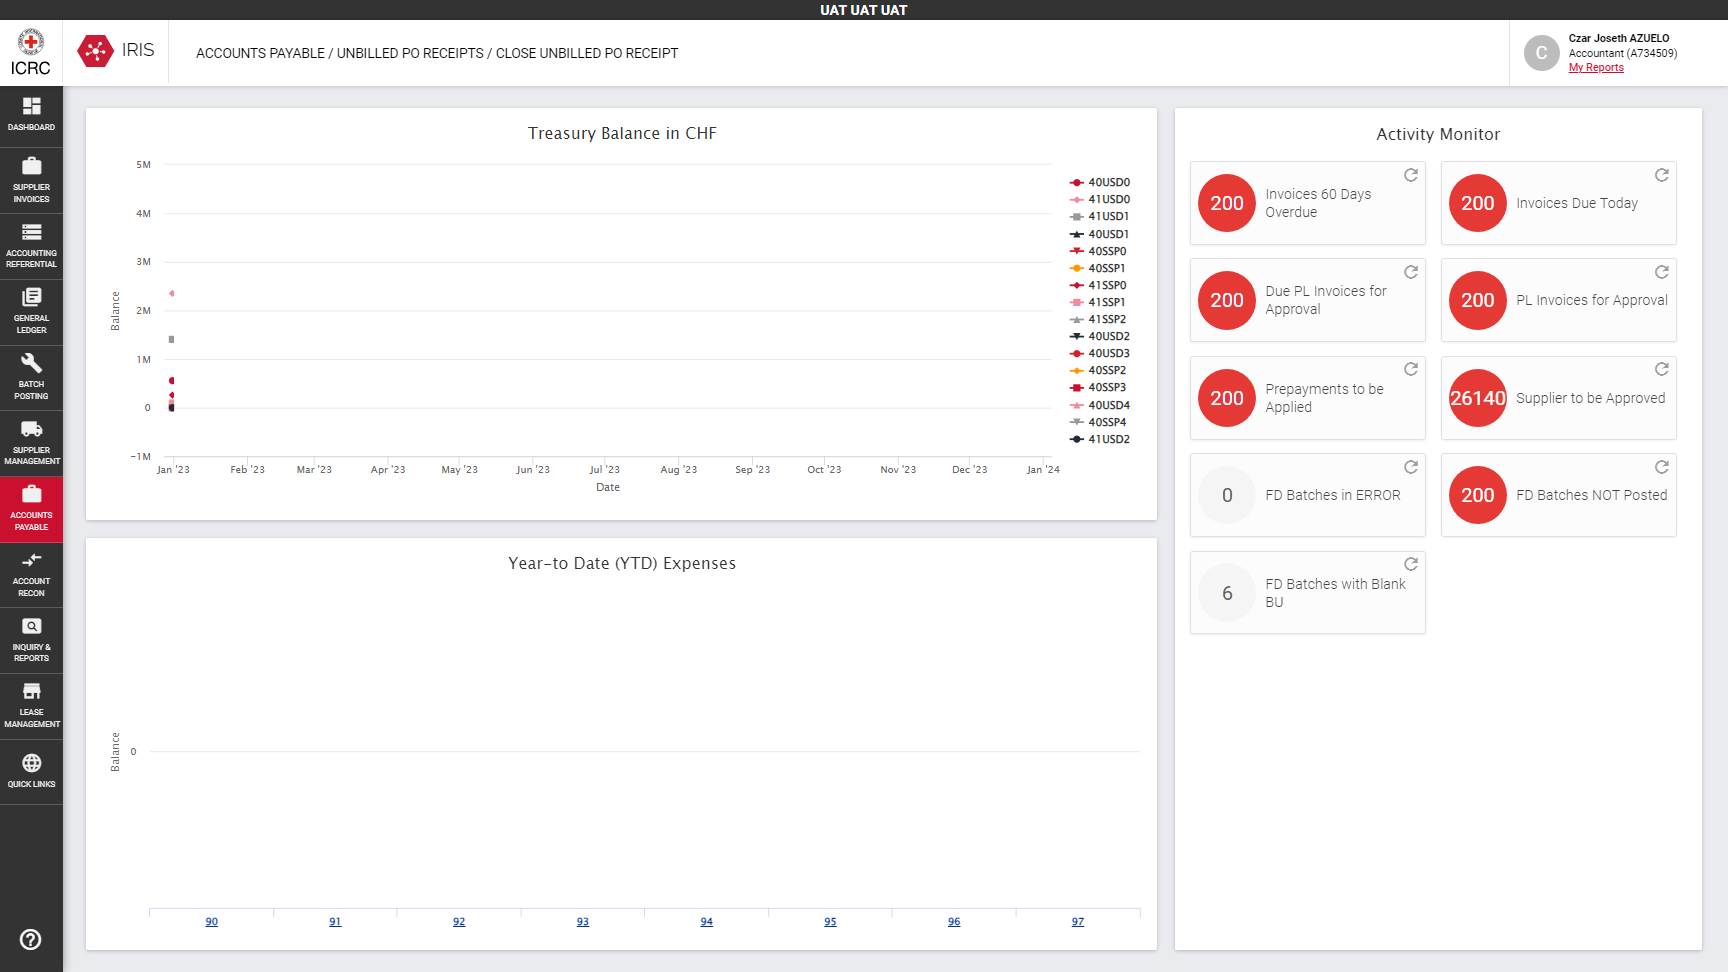 UAT UAT UAT
ICRC
IRIS
ACCOUNTS PAYABLE / UNBILLED PO RECEIPTS / CLOSE UNBILLED PO RECEIPT
C
Czar Joseth AZUELO
Accountant (A734509)
My Reports
DASHBOARD
SUPPLIER
INVOICES
ACCOUNTING
REFERENTIAL
GENERAL
LEDGER
BATCH
POSTING
SUPPLIER
MANAGEMENT
ACCOUNTS
PAYABLE
ACCOUNT
RECON
INQUIRY &
REPORTS
LEASE
MANAGEMENT
QUICK LINKS
Treasury Balance in CHF
5M
4M
3M
2M
1M
0
-1M
Balance
Jan '23
Feb '23
Mar '23
Apr '23
May '23
Jun '23
Jul '23
Aug '23
Sep '23
Oct '23
Nov '23
Dec '23
Jan '24
Date
40USD0
41USD0
41USD1
40USD1
40SSP0
40SSP1
41SSP0
41SSP1
41SSP2
40USD2
40USD3
40SSP2
40SSP3
40USD4
40SSP4
41USD2
Year-to Date (YTD) Expenses
Balance
0
90
91
92
93
94
95
96
97
Activity Monitor
200
Invoices 60 Days
Overdue
200
Invoices Due Today
200
Due PL Invoices for
Approval
200
PL Invoices for Approval
200
Prepayments to be
Applied
26140
Supplier to be Approved
0
FD Batches in ERROR
200
FD Batches NOT Posted
6
FD Batches with Blank
BU